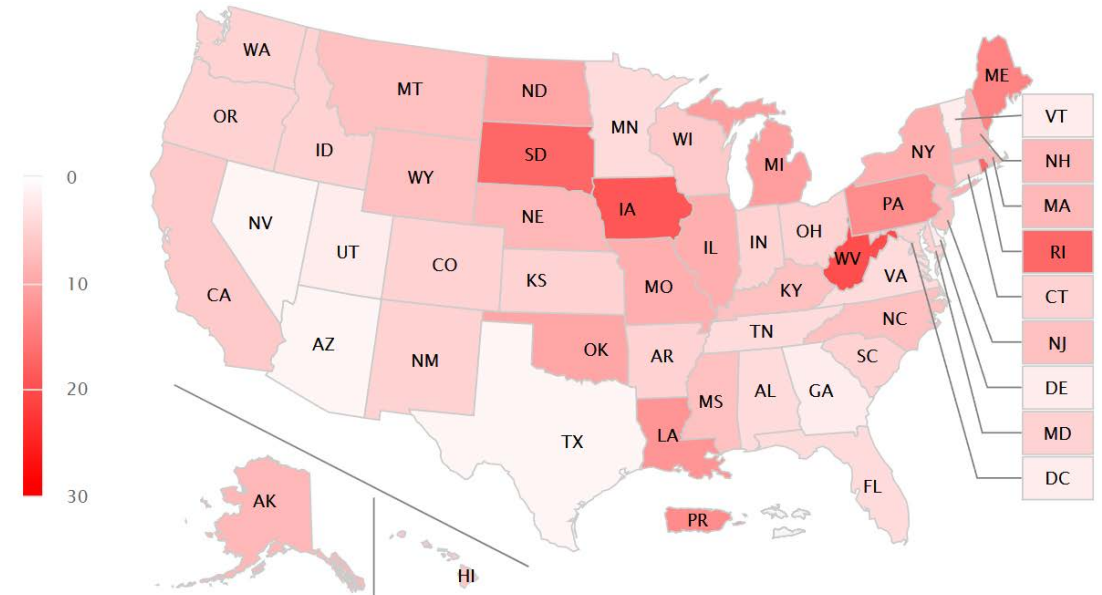 WA
ME
MT
ND
VT
OR
MN
ID
WI
NY
NH
SD
MI
WY
0
MA
PA
IA
NE
NV
OH
IN
IL
UT
RI
WV
CO
VA
KS
10
MO
KY
CA
CT
NC
TN
AZ
NJ
OK
AR
SC
NM
DE
20
AL
GA
MS
LA
MD
TX
DC
FL
30
AK
PR
HI